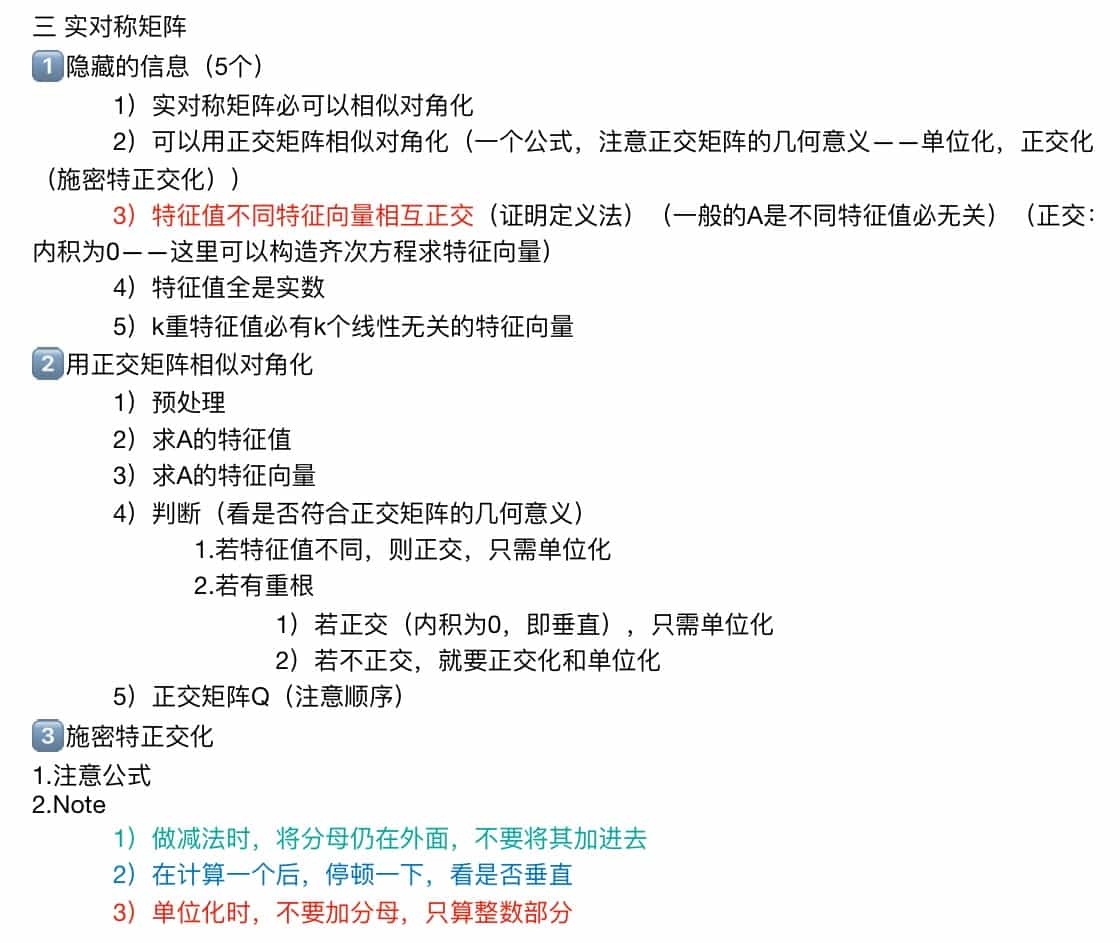 三 实对称矩阵
1隐藏的信息（5个）
1）实对称矩阵必可以相似对角化
2）可以用正交矩阵相似对角化（一个公式，注意正交矩阵的几何意义——单位化，正交化
（施密特正交化））
3）特征值不同特征向量相互正交（证明定义法）（一般的A是不同特征值必无关）（正交：
内积为0——这里可以构造齐次方程求特征向量）
4）特征值全是实数
5）k重特征值必有k个线性无关的特征向量
2用正交矩阵相似对角化
1）预处理
2）求A的特征值
3）求A的特征向量
4）判断（看是否符合正交矩阵的几何意义）
1.若特征值不同，则正交，只需单位化
2.若有重根
1）若正交（内积为0，即垂直），只需单位化
2）若不正交，就要正交化和单位化
5）正交矩阵Q（注意顺序）
3施密特正交化
1.注意公式
2.Note
1）做减法时，将分母仍在外面，不要将其加进去
2）在计算一个后，停顿一下，看是否垂直
3）单位化时，不要加分母，只算整数部分